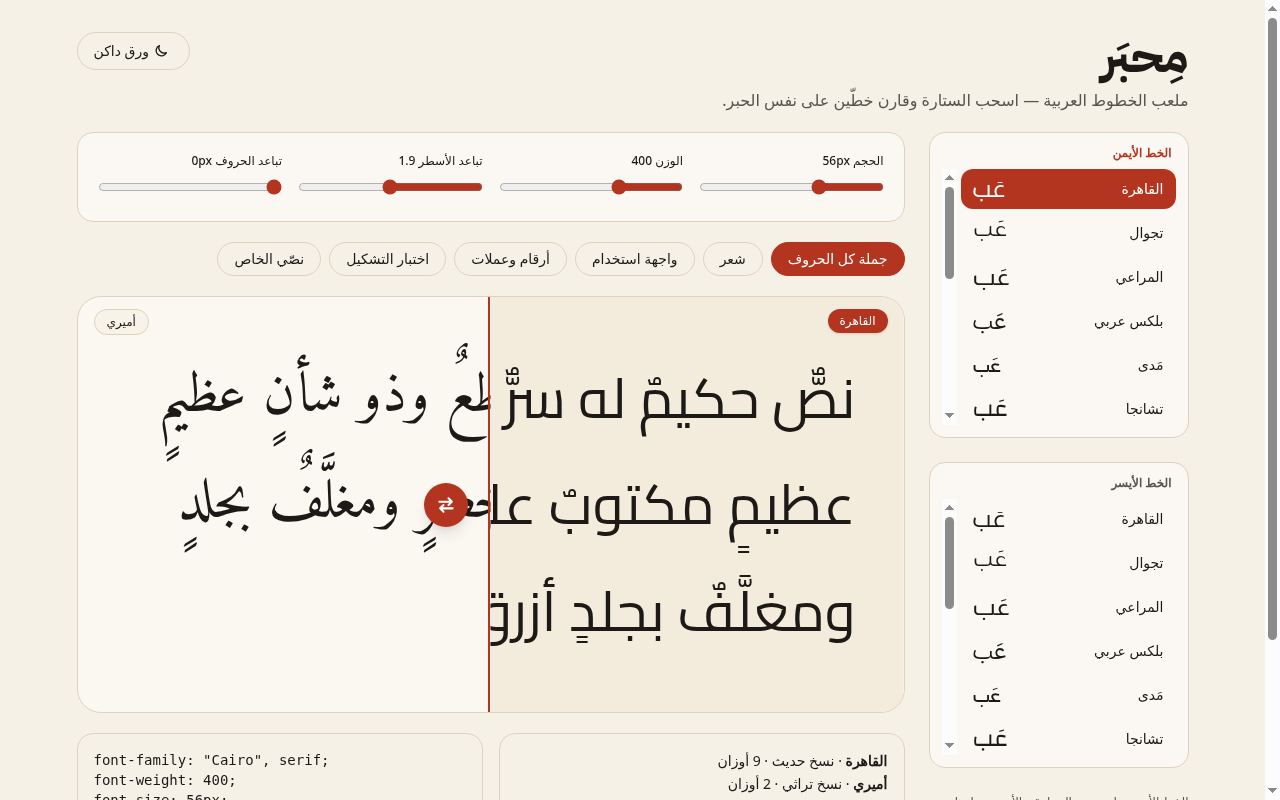 مِحبَر
ملعب الخطوط العربية — اسحب الستارة وقارن خطّين على نفس الحبر.
ورق داكن
الخط الأيمن
القاهرة عَب
تجوال عَب
المراعي عَب
بلكس عربي عَب
مَدى عَب
تشانجا عَب
الخط الأيسر
القاهرة عَب
تجوال عَب
المراعي عَب
بلكس عربي عَب
مَدى عَب
تشانجا عَب
الحجم 56px
الوزن 400
تباعد الأسطر 1.9
تباعد الحروف 0px
جملة كل الحروف
شعر
واجهة استخدام
أرقام وعملات
اختبار التشكيل
نصّي الخاص
القاهرة
أميري
نصٌّ حكيمٌ له سرٌّ
عظيمٍ مكتوبٌ
ومغلَّفٌ بجلدٍ أزرق
وذو شأنٍ عظيمٍ
ومغلَّفٌ بجلدٍ
القاهرة · نسخ حديث · 9 أوزان
أميري · نسخ تراثي · 2 أوزان
font-family: "Cairo", serif;
font-weight: 400;
font-size: 56px;